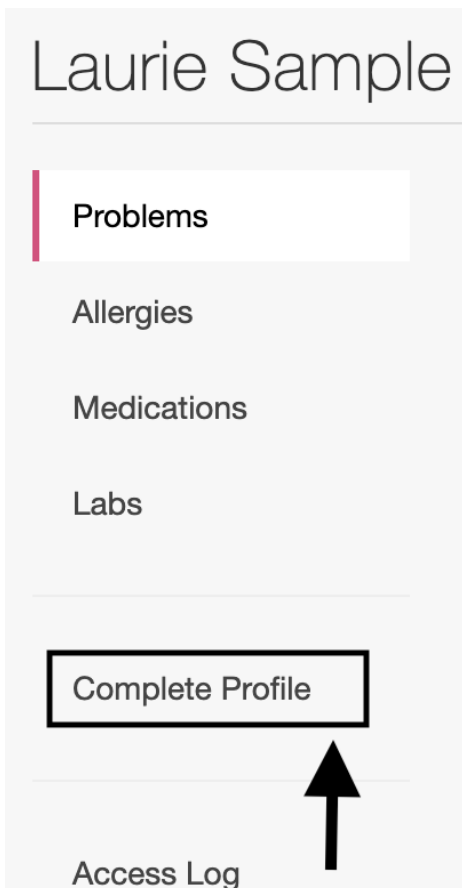 Laurie Sample
Problems
Allergies
Medications
Labs
Complete Profile
Access Log